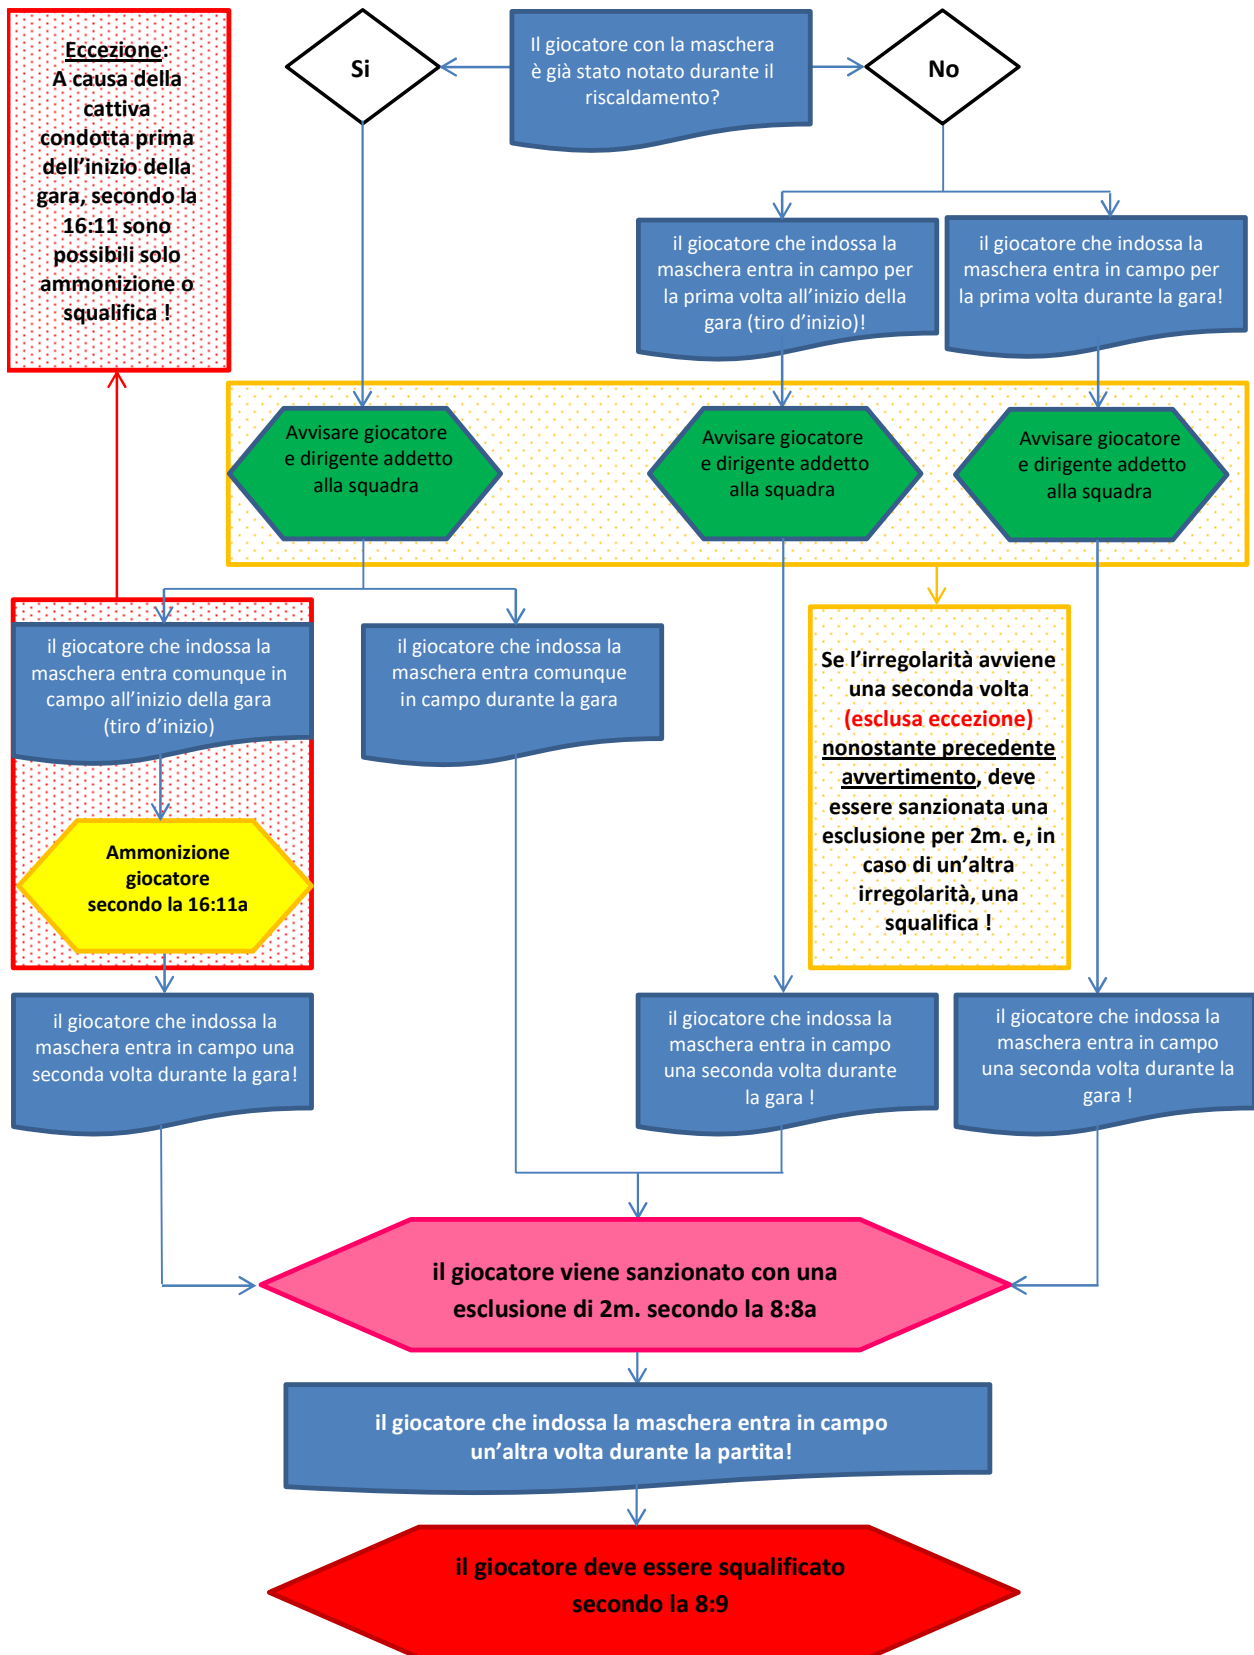 Eccezione:
A causa della
cattiva
condotta prima
dell'inizio della
gara, secondo la
16:11 sono
possibili solo
ammonizione o
squalifica !
Si
Il giocatore con la maschera
è già stato notato durante il
riscaldamento?
No
il giocatore che indossa la
maschera entra in campo per
la prima volta all'inizio della
gara (tiro d'inizio)!
il giocatore che indossa la
maschera entra in campo per
la prima volta durante la gara!
Avvisare giocatore
e dirigente addetto
alla squadra
Avvisare giocatore
e dirigente addetto
alla squadra
Avvisare giocatore
e dirigente addetto
alla squadra
il giocatore che indossa la
maschera entra comunque in
campo all'inizio della gara
(tiro d'inizio)
il giocatore che indossa la
maschera entra comunque
in campo durante la gara
Se l'irregolarità avviene
una seconda volta
(esclusa eccezione)
nonostante precedente
avvertimento, deve
essere sanzionata una
esclusione per 2m. e, in
caso di un'altra
irregolarità, una
squalifica !
Ammonizione
giocatore
secondo la 16:11a
il giocatore che indossa la
maschera entra in campo una
seconda volta durante la gara!
il giocatore che indossa la
maschera entra in campo
una seconda volta durante
la gara !
il giocatore che indossa la
maschera entra in campo
una seconda volta durante la
gara !
il giocatore viene sanzionato con una
esclusione di 2m. secondo la 8:8a
il giocatore che indossa la maschera entra in campo
un'altra volta durante la partita!
il giocatore deve essere squalificato
secondo la 8:9